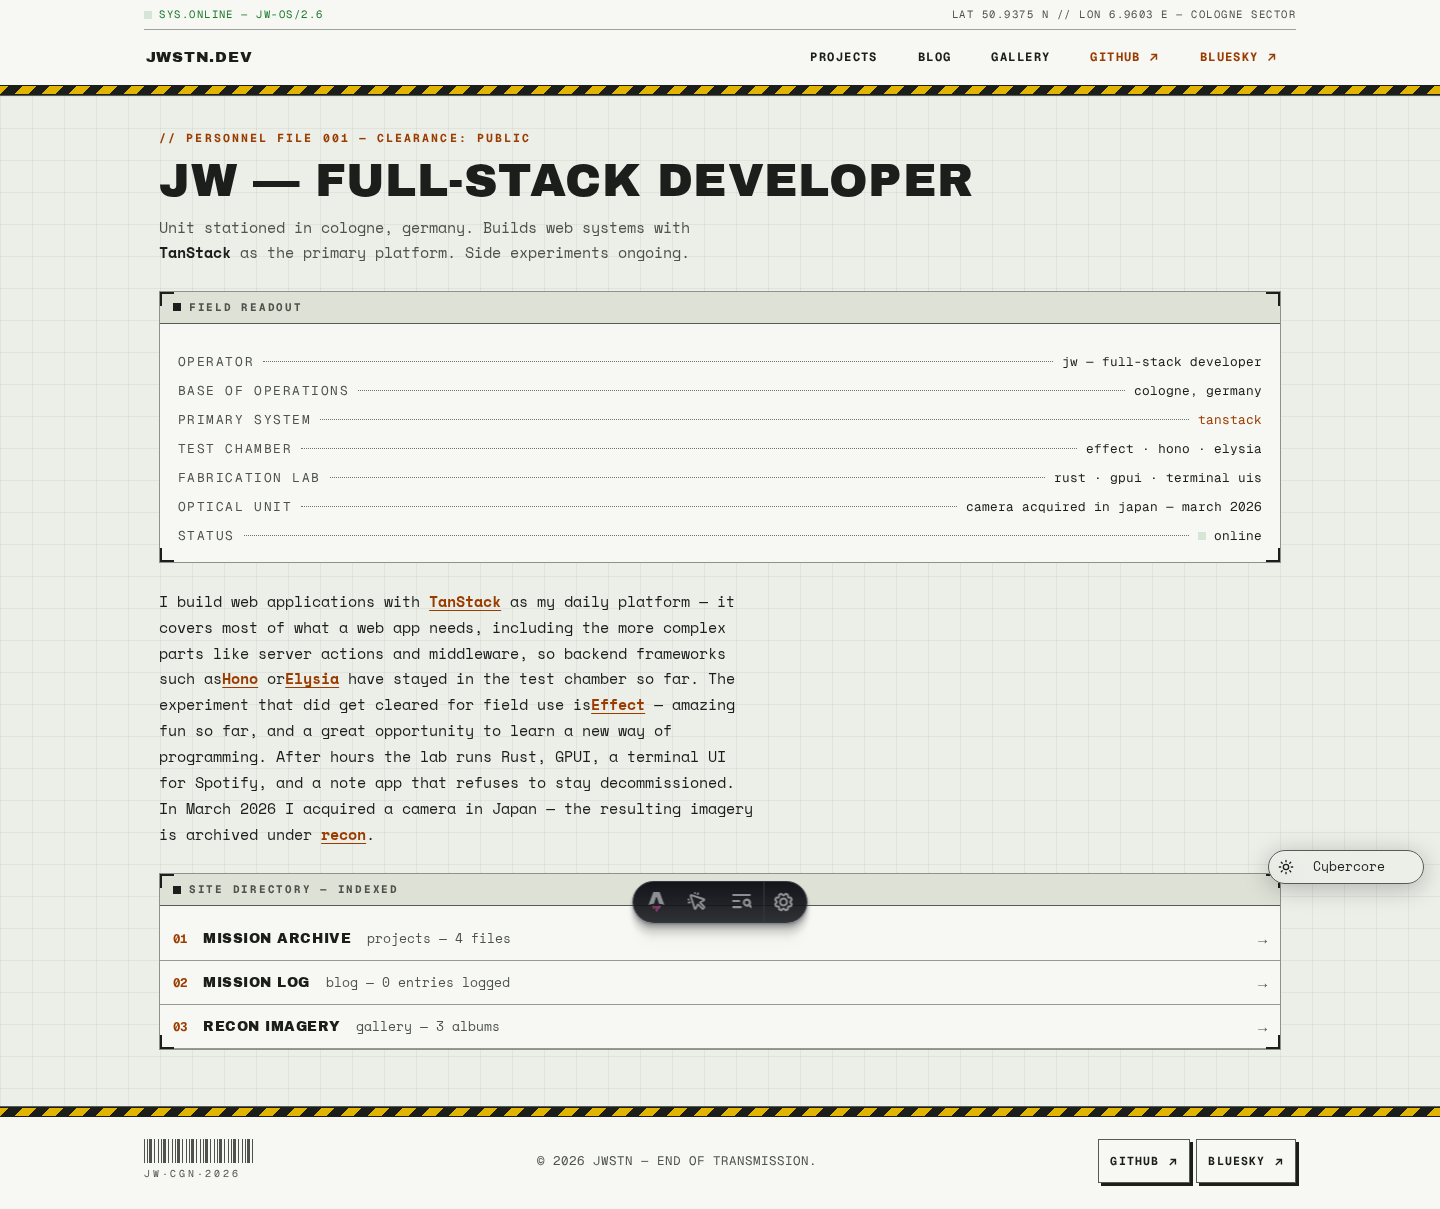 SYS.ONLINE — JW-OS/2.6
LAT 50.9375 N // LON 6.9603 E — COLOGNE SECTOR
JWSTN.DEV
PROJECTS
BLOG
GALLERY
GITHUB ↗
BLUESKY ↗
// PERSONNEL FILE 001 — CLEARANCE: PUBLIC
JW — FULL-STACK DEVELOPER
Unit stationed in cologne, germany. Builds web systems with
TanStack as the primary platform. Side experiments ongoing.
FIELD READOUT
OPERATOR jw — full-stack developer
BASE OF OPERATIONS cologne, germany
PRIMARY SYSTEM tanstack
TEST CHAMBER effect · hono · elysia
FABRICATION LAB rust · gpui · terminal uis
OPTICAL UNIT camera acquired in japan — march 2026
STATUS online
I build web applications with TanStack as my daily platform — it
covers most of what a web app needs, including the more complex
parts like server actions and middleware, so backend frameworks
such asHono orElysia have stayed in the test chamber so far. The
experiment that did get cleared for field use isEffect — amazing
fun so far, and a great opportunity to learn a new way of
programming. After hours the lab runs Rust, GPUI, a terminal UI
for Spotify, and a note app that refuses to stay decommissioned.
In March 2026 I acquired a camera in Japan — the resulting imagery
is archived under recon.
Cybercore
SITE DIRECTORY — INDEXED
01 MISSION ARCHIVE projects — 4 files →
02 MISSION LOG blog — 0 entries logged →
03 RECON IMAGERY gallery — 3 albums →
JW-CGN-2026
© 2026 JWSTN — END OF TRANSMISSION.
GITHUB ↗
BLUESKY ↗